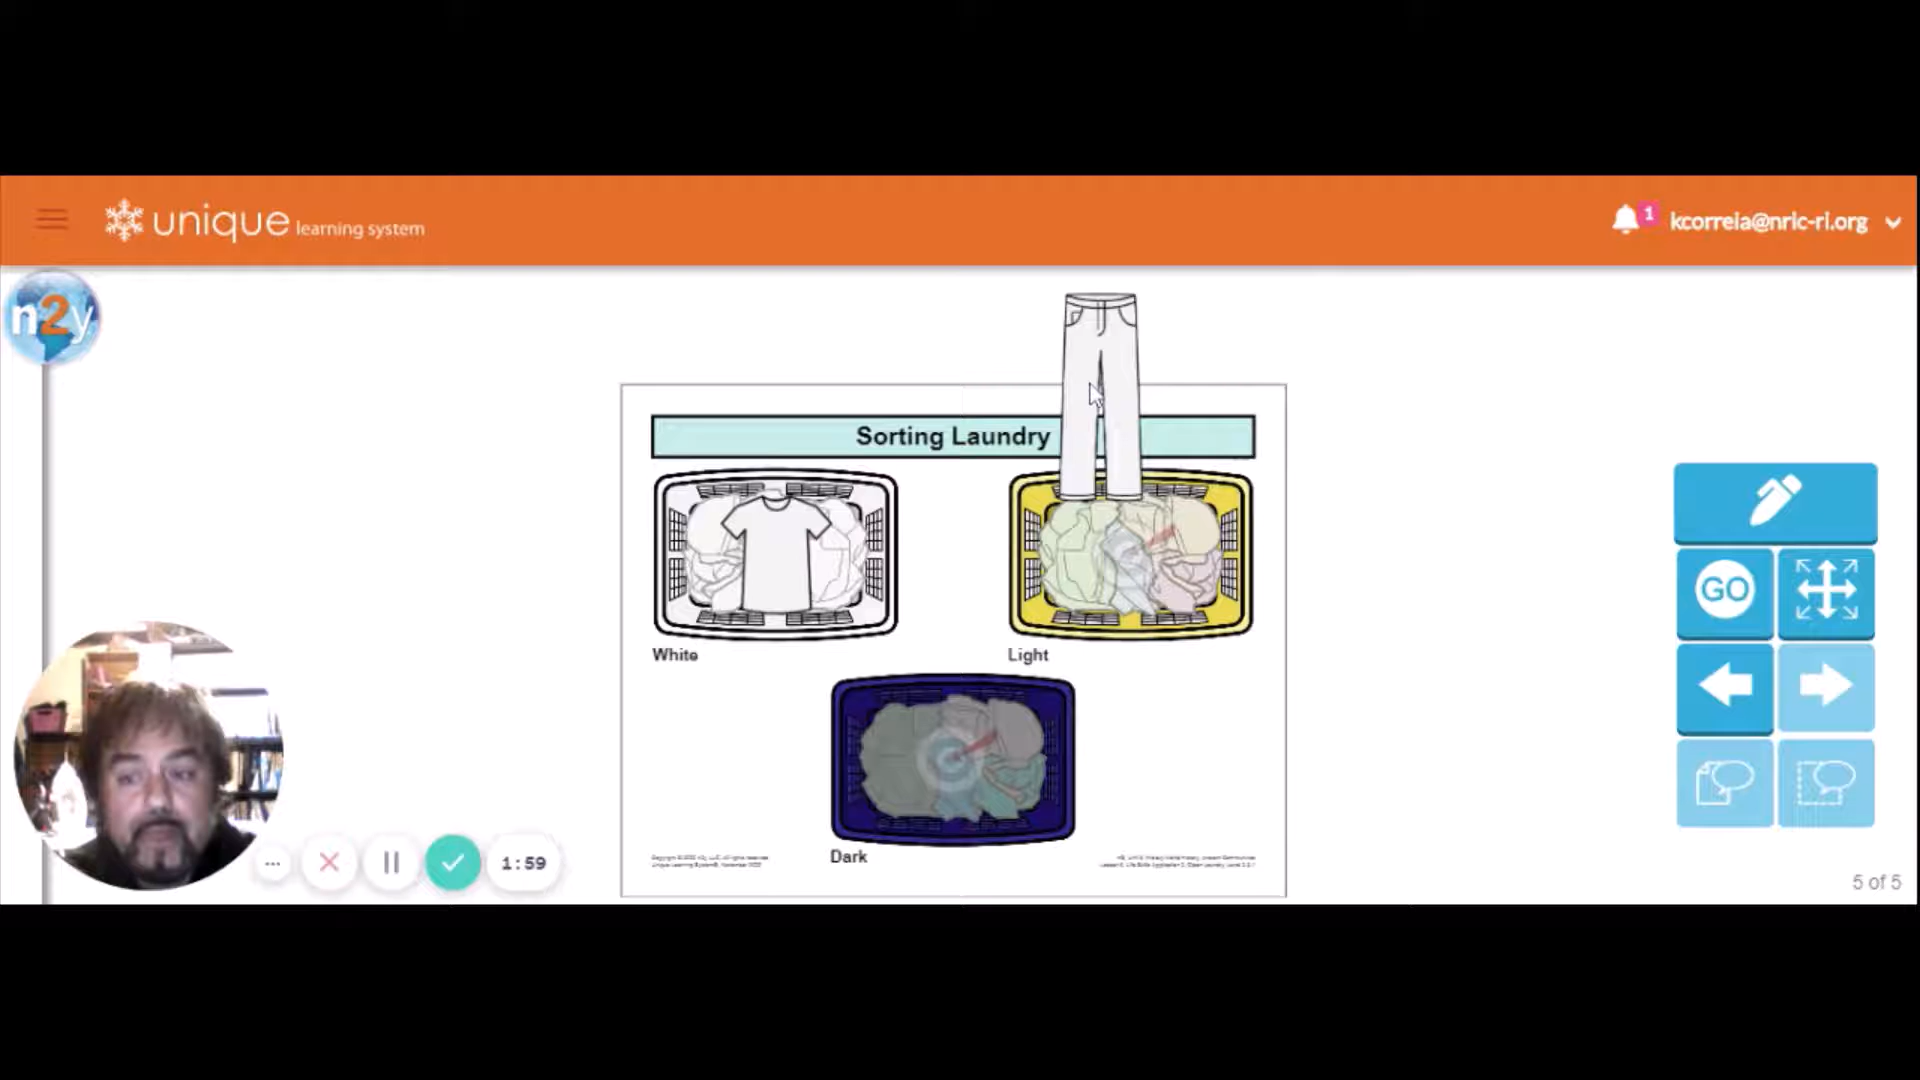 unique learning system
1
kcorreia@nric-ri.org
n2y
Sorting Laundry
White
Light
Dark
GO
1:59
5 of 5